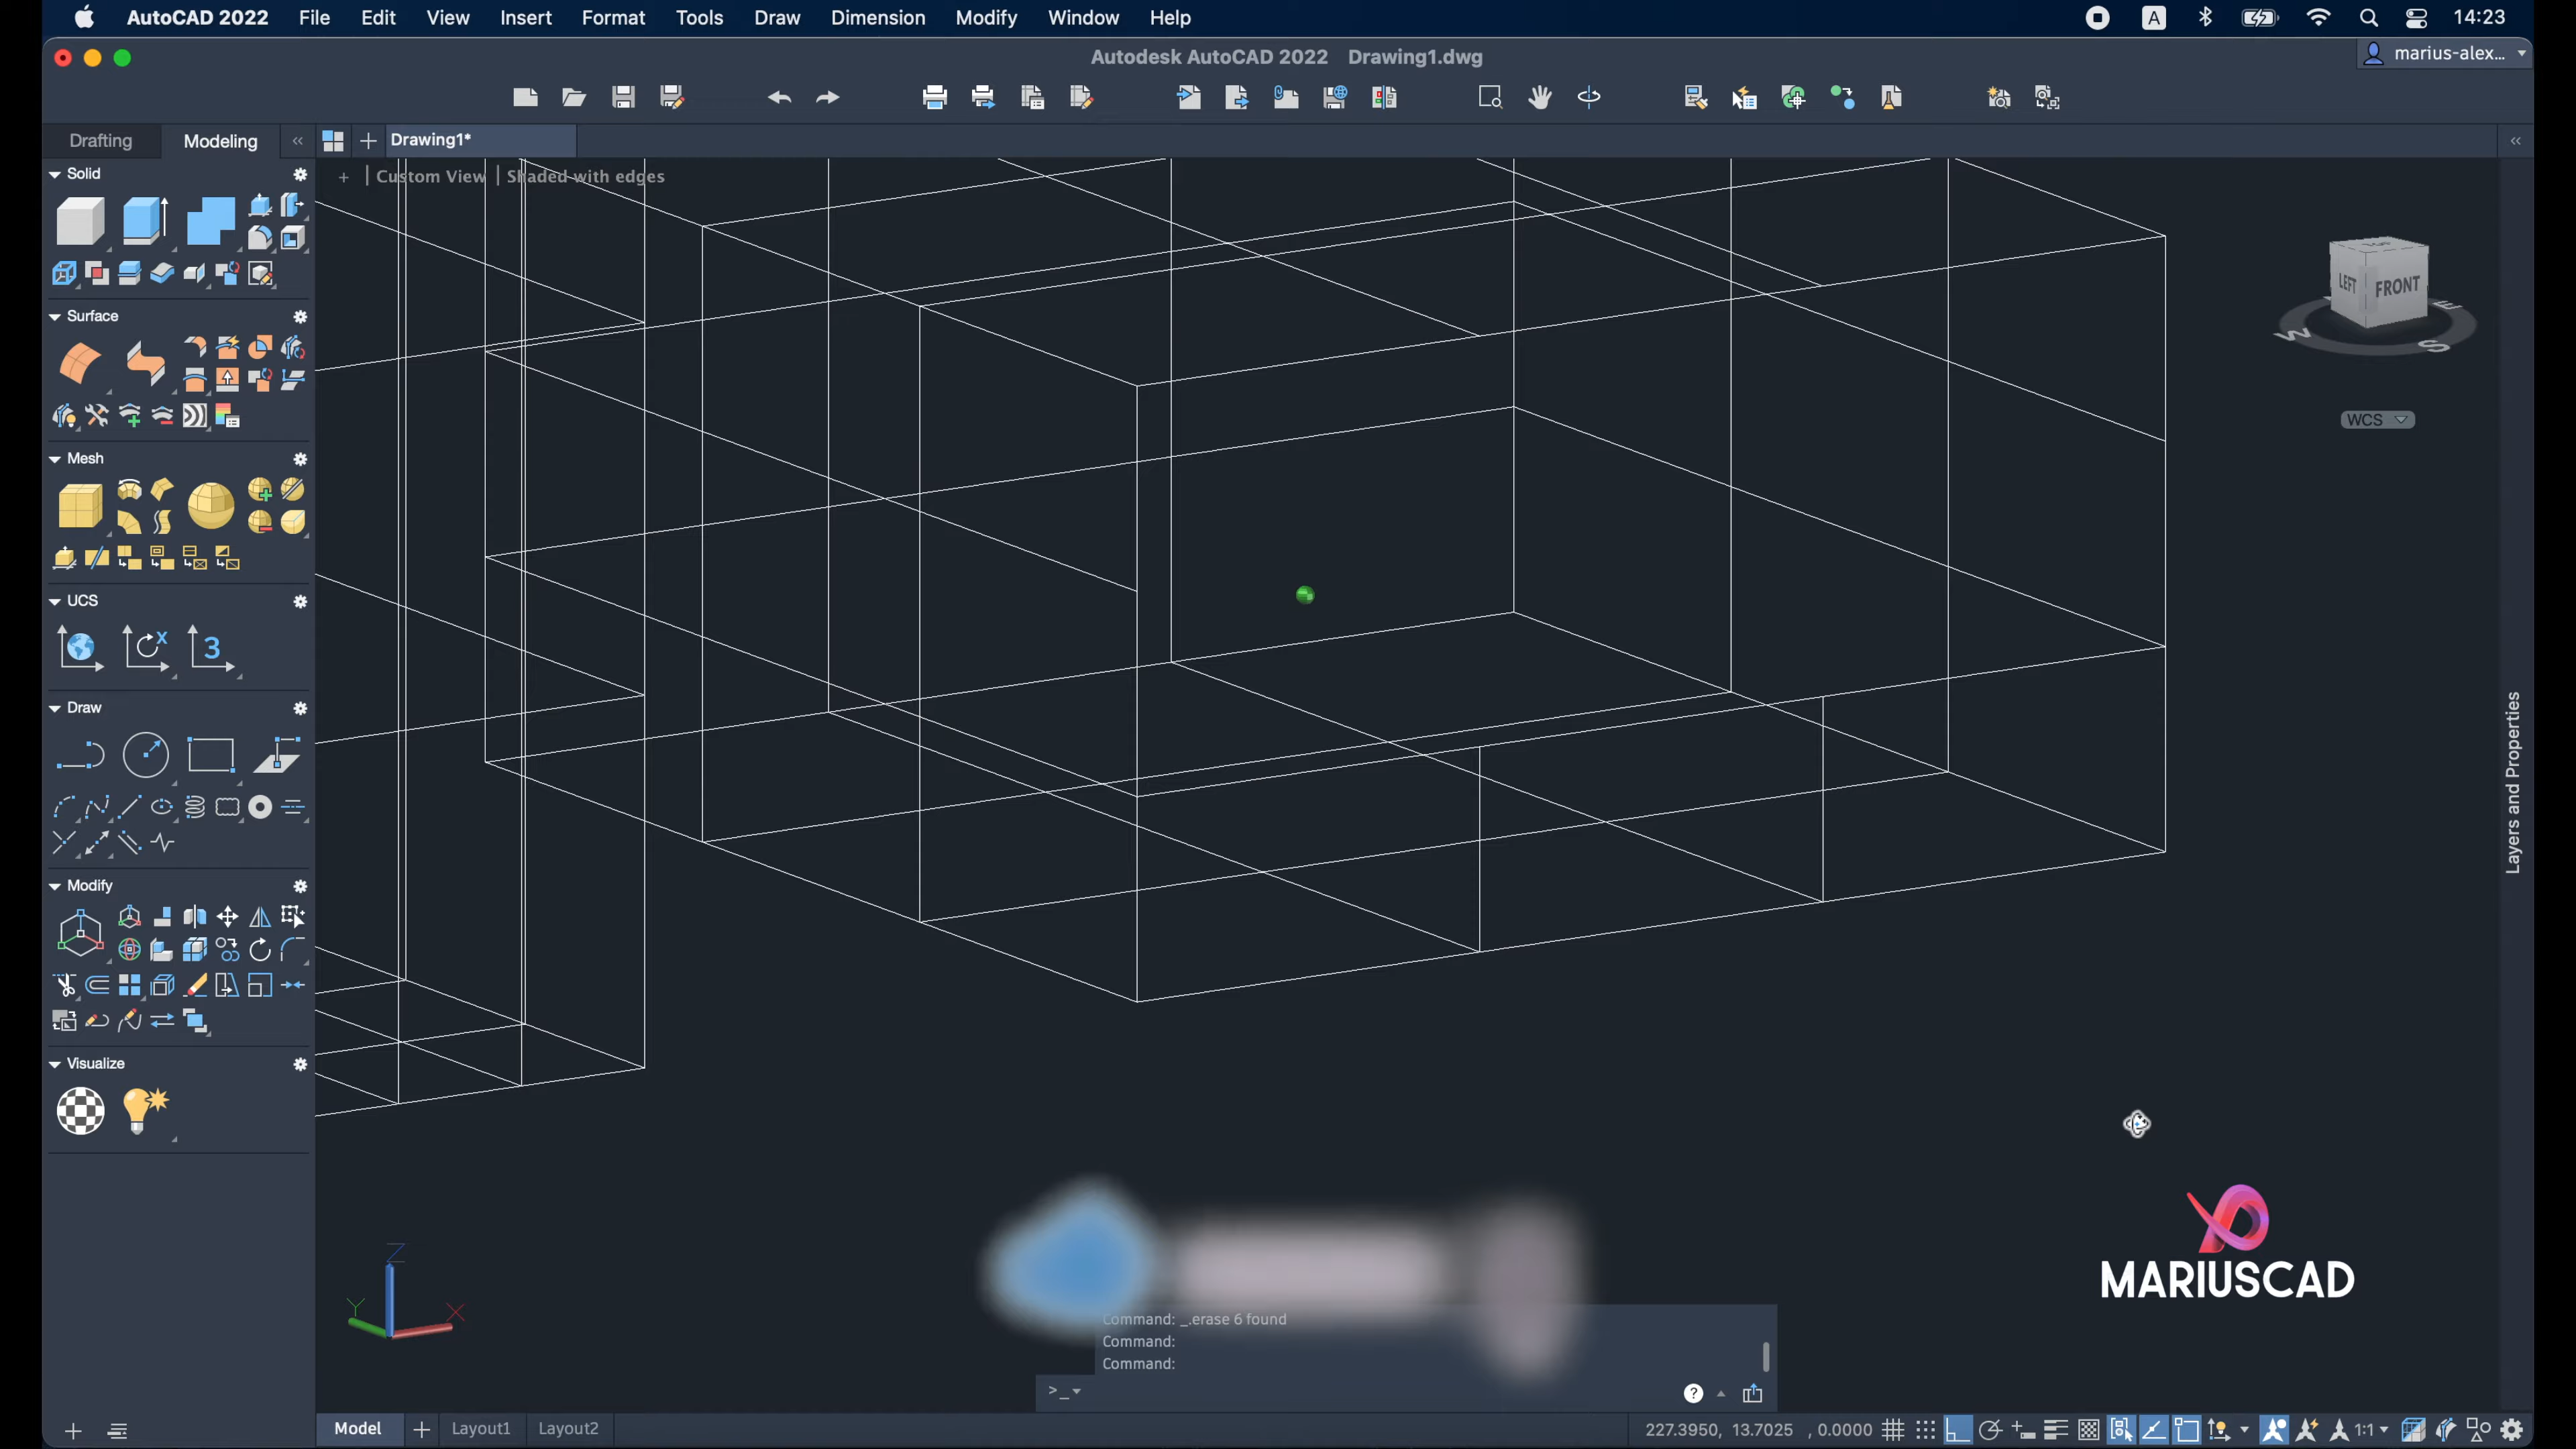 AutoCAD 2022 File Edit View Insert Format Tools Draw Dimension Modify Window Help A 14:23
Autodesk AutoCAD 2022 Drawing1.dwg marius-alex...
Drafting Modeling Drawing1*
+ | Custom View | Shaded with edges
Solid
Surface
Mesh
UCS
X 3
Draw
Modify
Visualize
LEFT FRONT
W S E
WCS
Layers and Properties
Z
Y X
MARIUSCAD
Command: _.erase 6 found
Command:
Command:
>_
?
Model + Layout1 Layout2 227.3950, 13.7025 , 0.0000 1:1